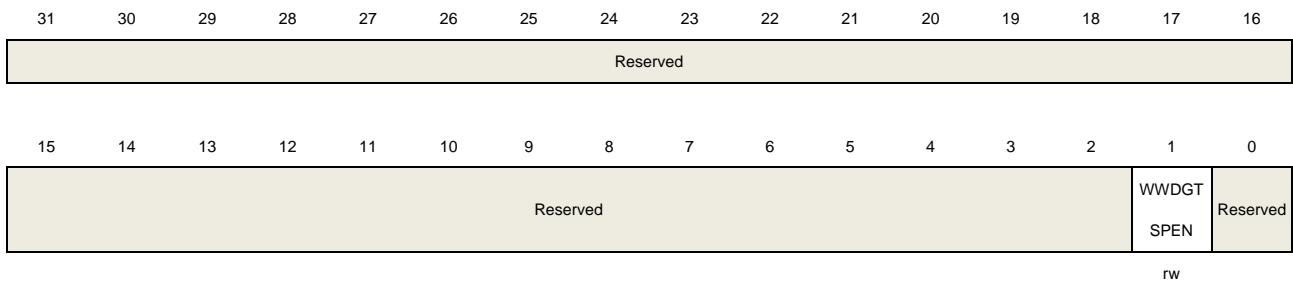 31 30 29 28 27 26 25 24 23 22 21 20 19 18 17 16
Reserved
15 14 13 12 11 10 9 8 7 6 5 4 3 2 1 0
Reserved
WWDGT
SPEN
Reserved
rw